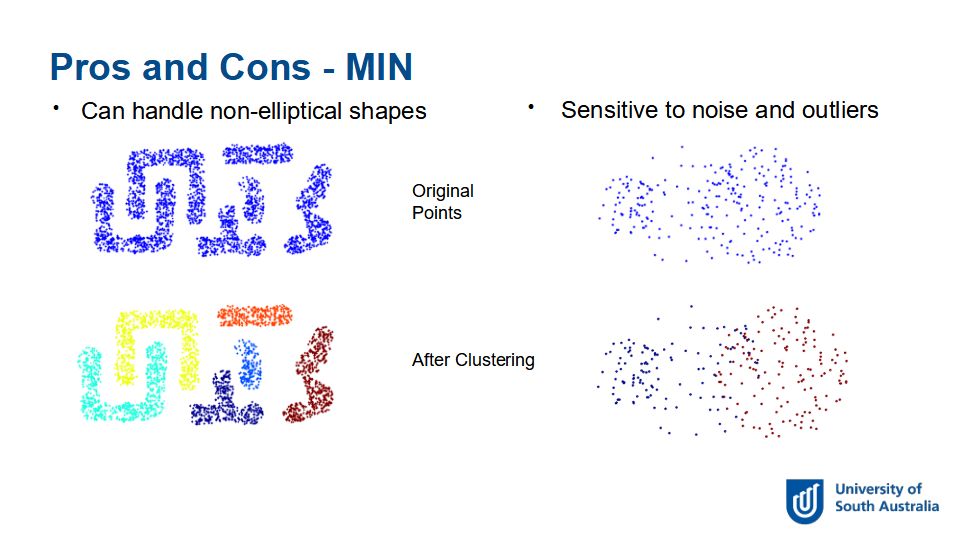 Pros and Cons - MIN
• Can handle non-elliptical shapes
• Sensitive to noise and outliers
Original
Points
After Clustering
University of
South Australia